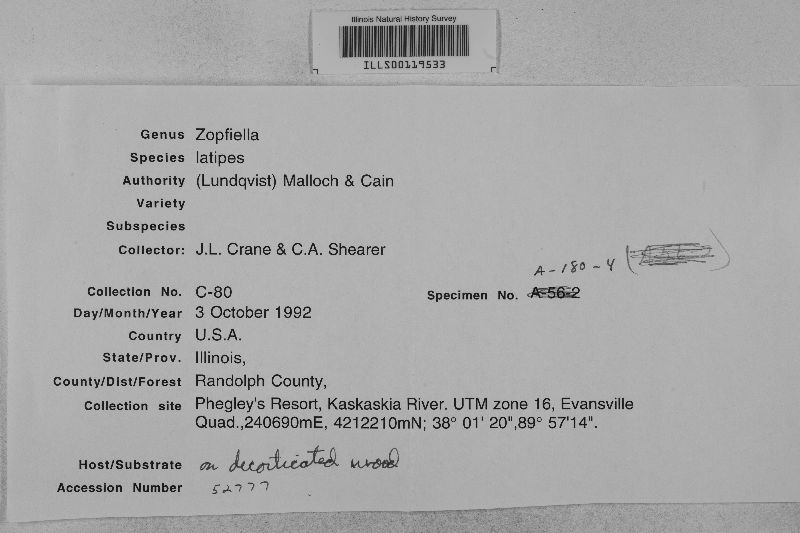 Illinois Natural History Survey
ILLS00119533
Genus Zopfiella
Species latipes
Authority (Lundqvist) Malloch & Cain
Variety
Subspecies
Collector: J.L. Crane & C.A. Shearer
A-180-4
Collection No. C-80 Specimen No. A-56-2
Day/Month/Year 3 October 1992
Country U.S.A.
State/Prov. Illinois,
County/Dist/Forest Randolph County,
Collection site Phegley's Resort, Kaskaskia River. UTM zone 16, Evansville
Quad.,240690mE, 4212210mN; 38° 01' 20",89° 57'14".
Host/Substrate on decorticated wood
Accession Number 52777